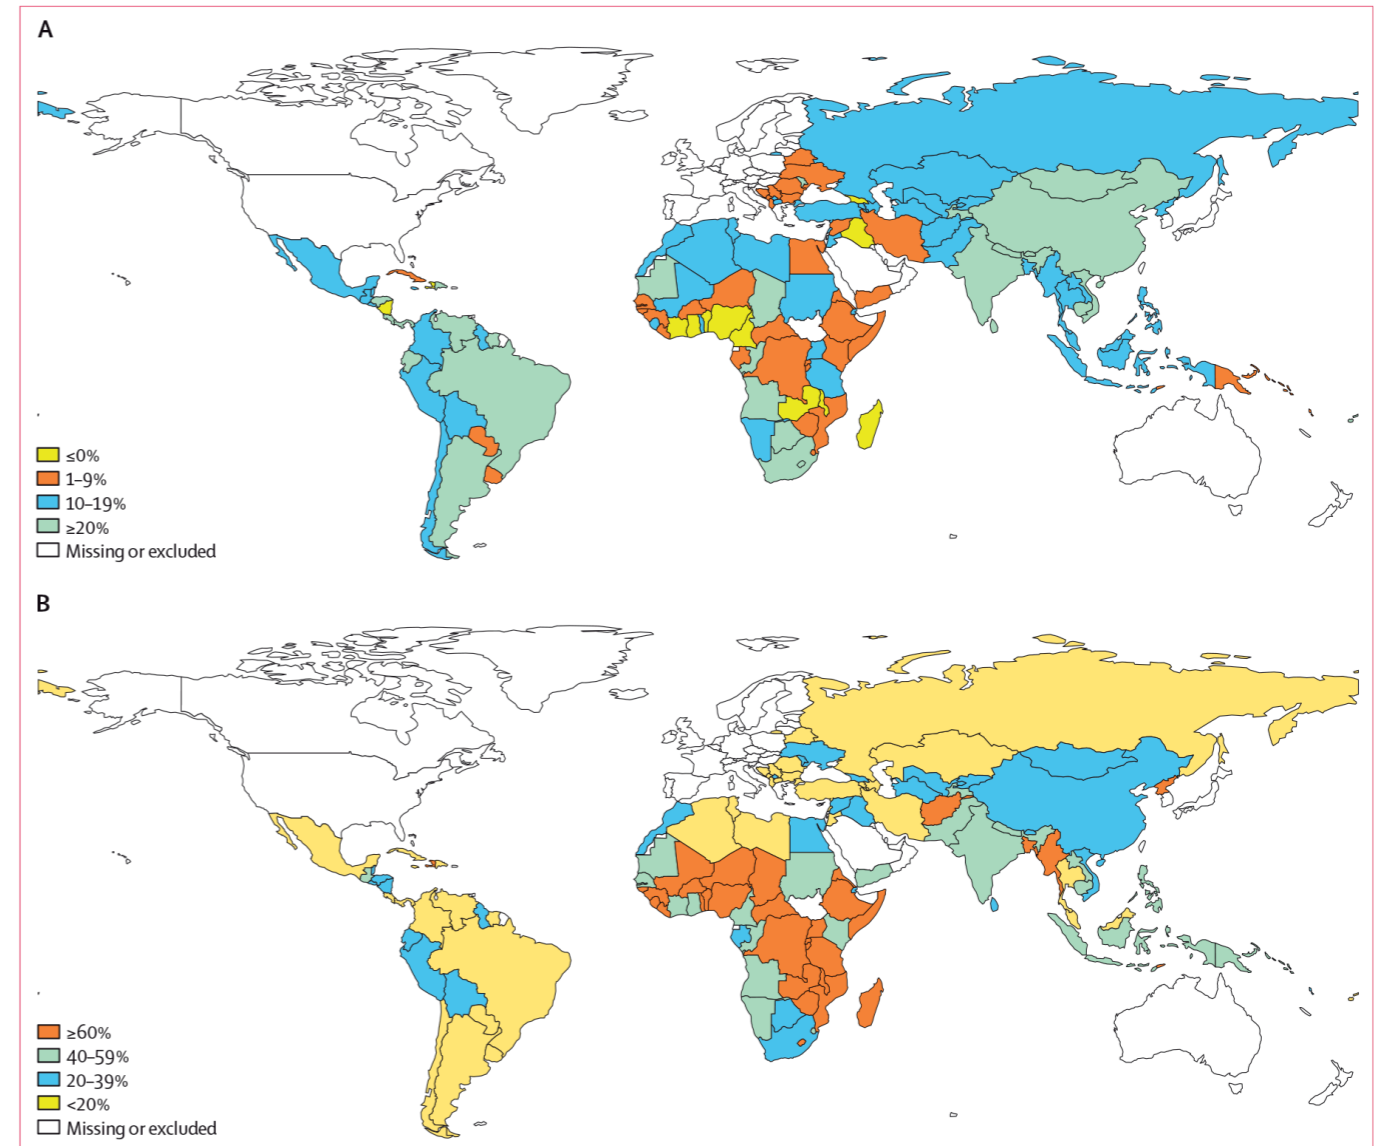 A
≤0%
1–9%
10–19%
≥20%
Missing or excluded
B
≥60%
40–59%
20–39%
<20%
Missing or excluded